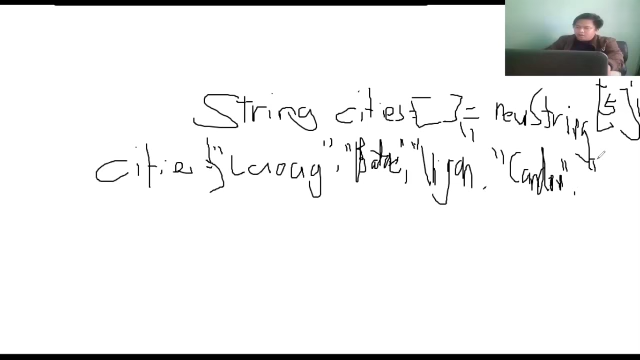 String cities[] = new String[5]
cities={"Laoag", "Batac", "Vigan, "Candon", "